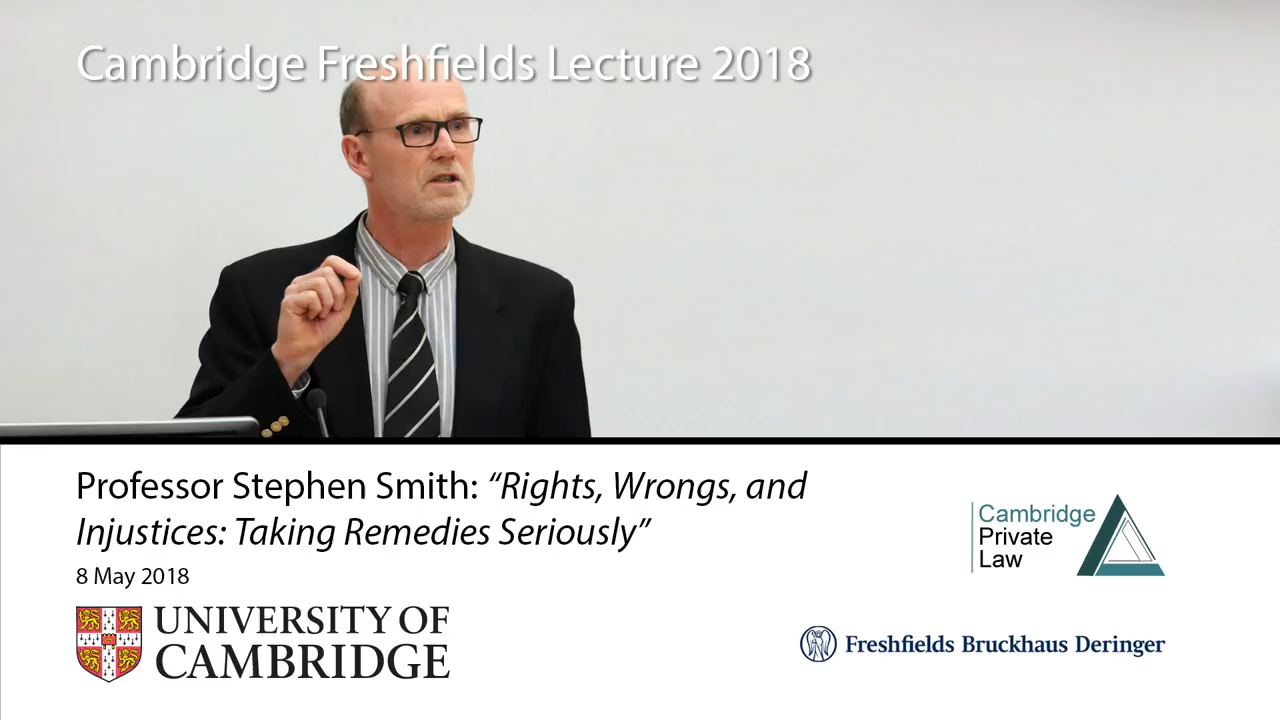 Cambridge Freshfields Lecture 2018
Professor Stephen Smith: “Rights, Wrongs, and
Injustices: Taking Remedies Seriously”
8 May 2018
Cambridge
Private
Law
UNIVERSITY OF
CAMBRIDGE
Freshfields Bruckhaus Deringer